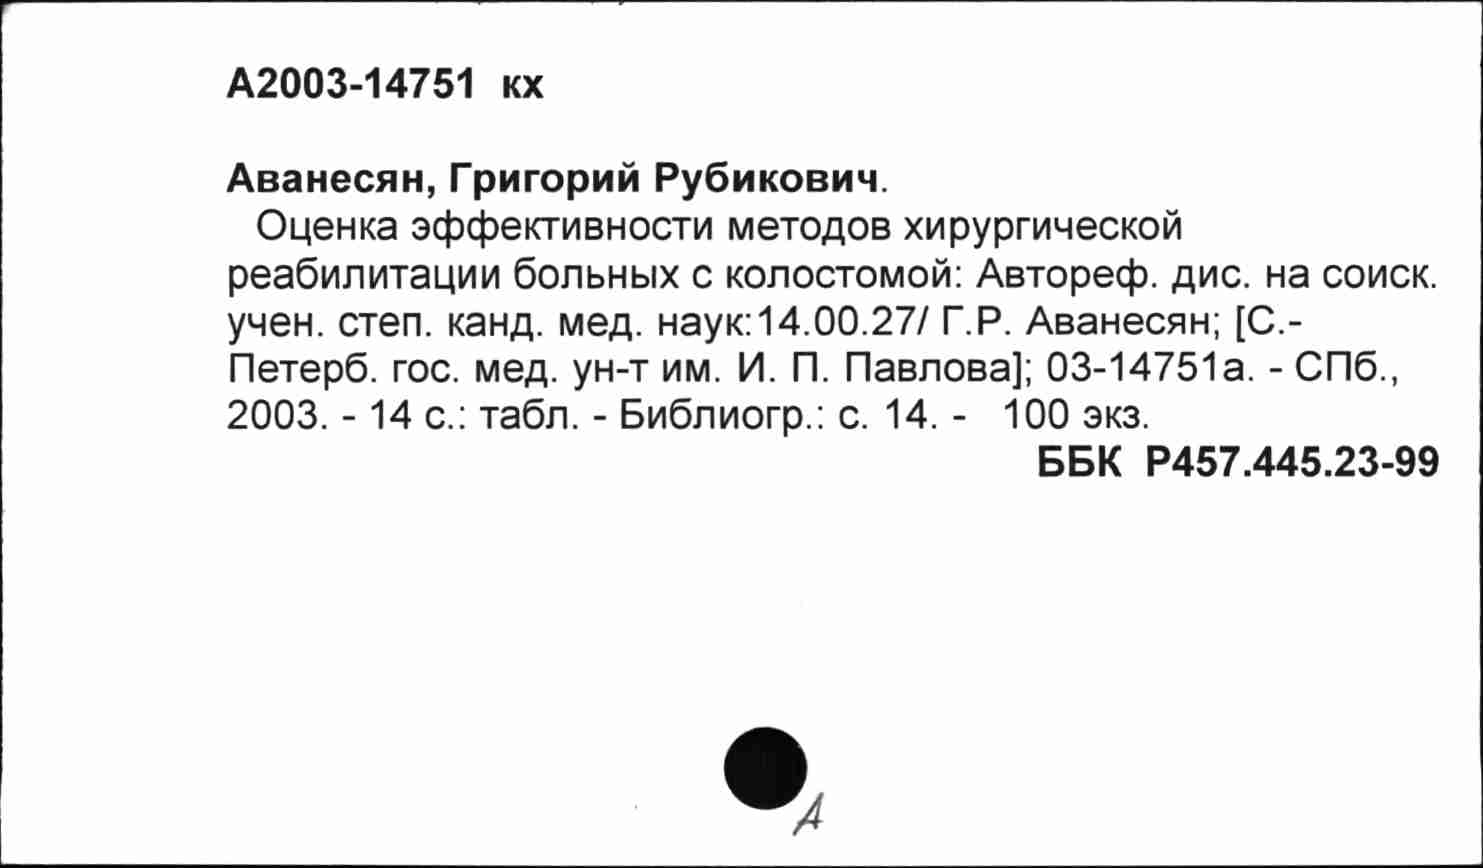 А2003-14751 кх
Аванесян, Григорий Рубикович.
Оценка эффективности методов хирургической
реабилитации больных с колостомой: Автореф. дис. на соиск.
учен. степ. канд. мед. наук:14.00.27/ Г.Р. Аванесян; [С.-
Петерб. гос. мед. ун-т им. И. П. Павлова]; 03-14751а. - СПб.,
2003. - 14 с.: табл. - Библиогр.: с. 14. - 100 экз.
ББК Р457.445.23-99
А